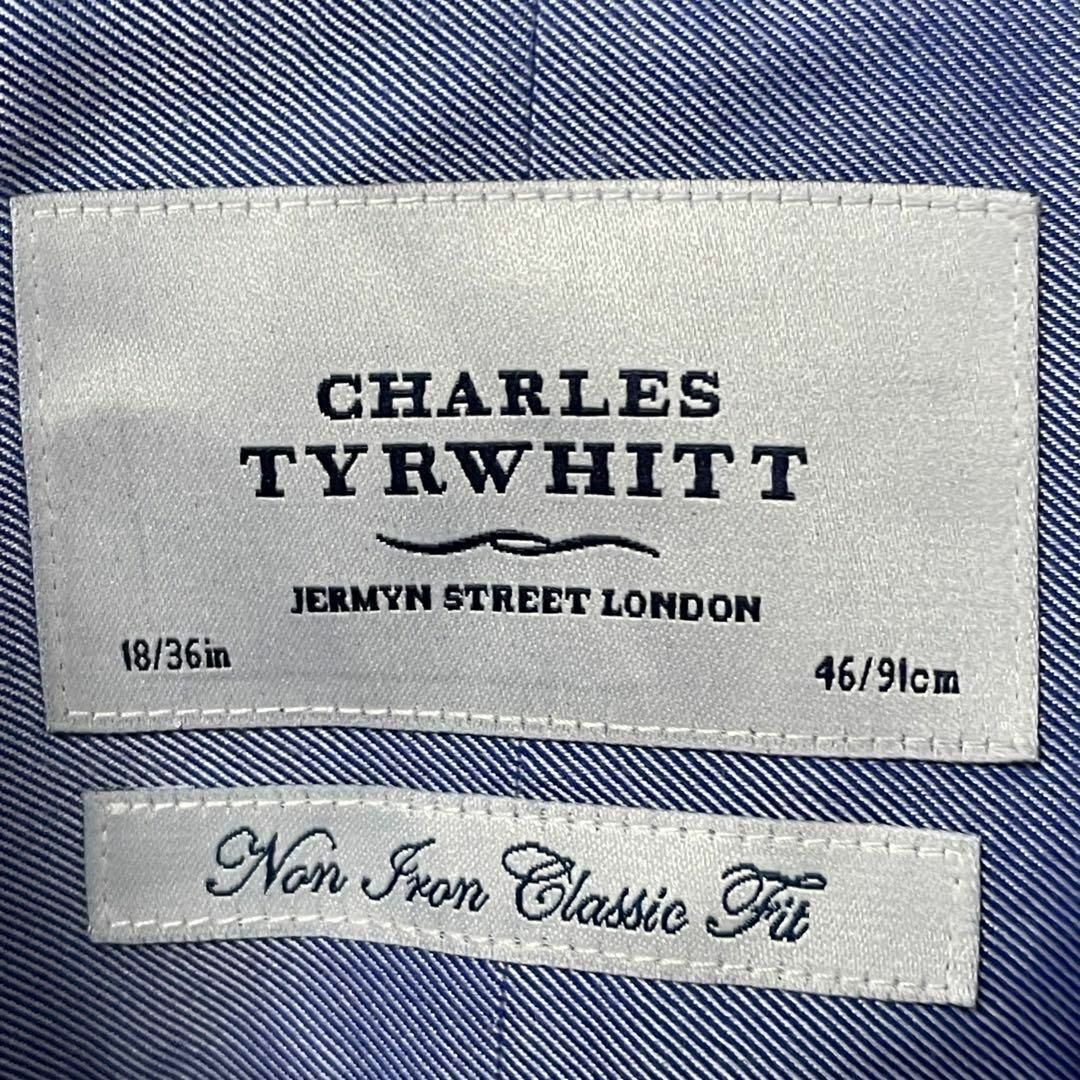 CHARLES
TYRWHITT
JERMYN STREET LONDON
18/36in
46/91cm
Non Iron Classic Fit